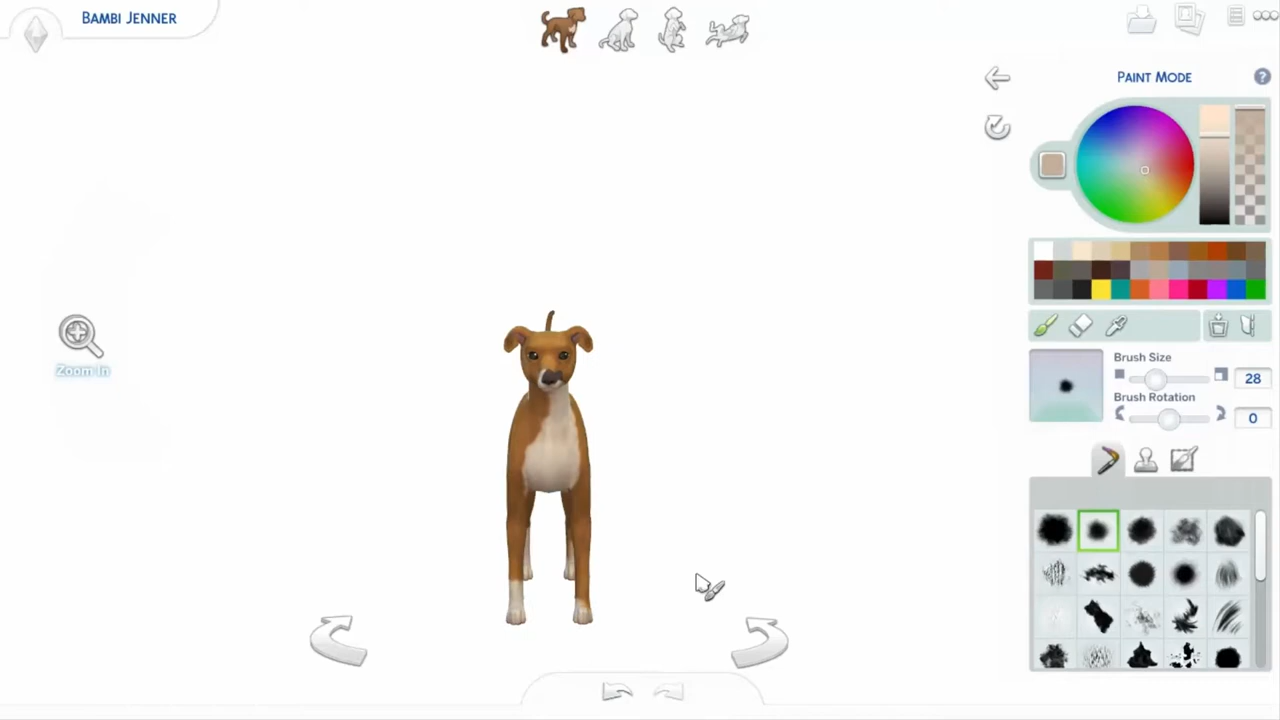 BAMBI JENNER
PAINT MODE
?
Zoom In
Brush Size
28
Brush Rotation
0